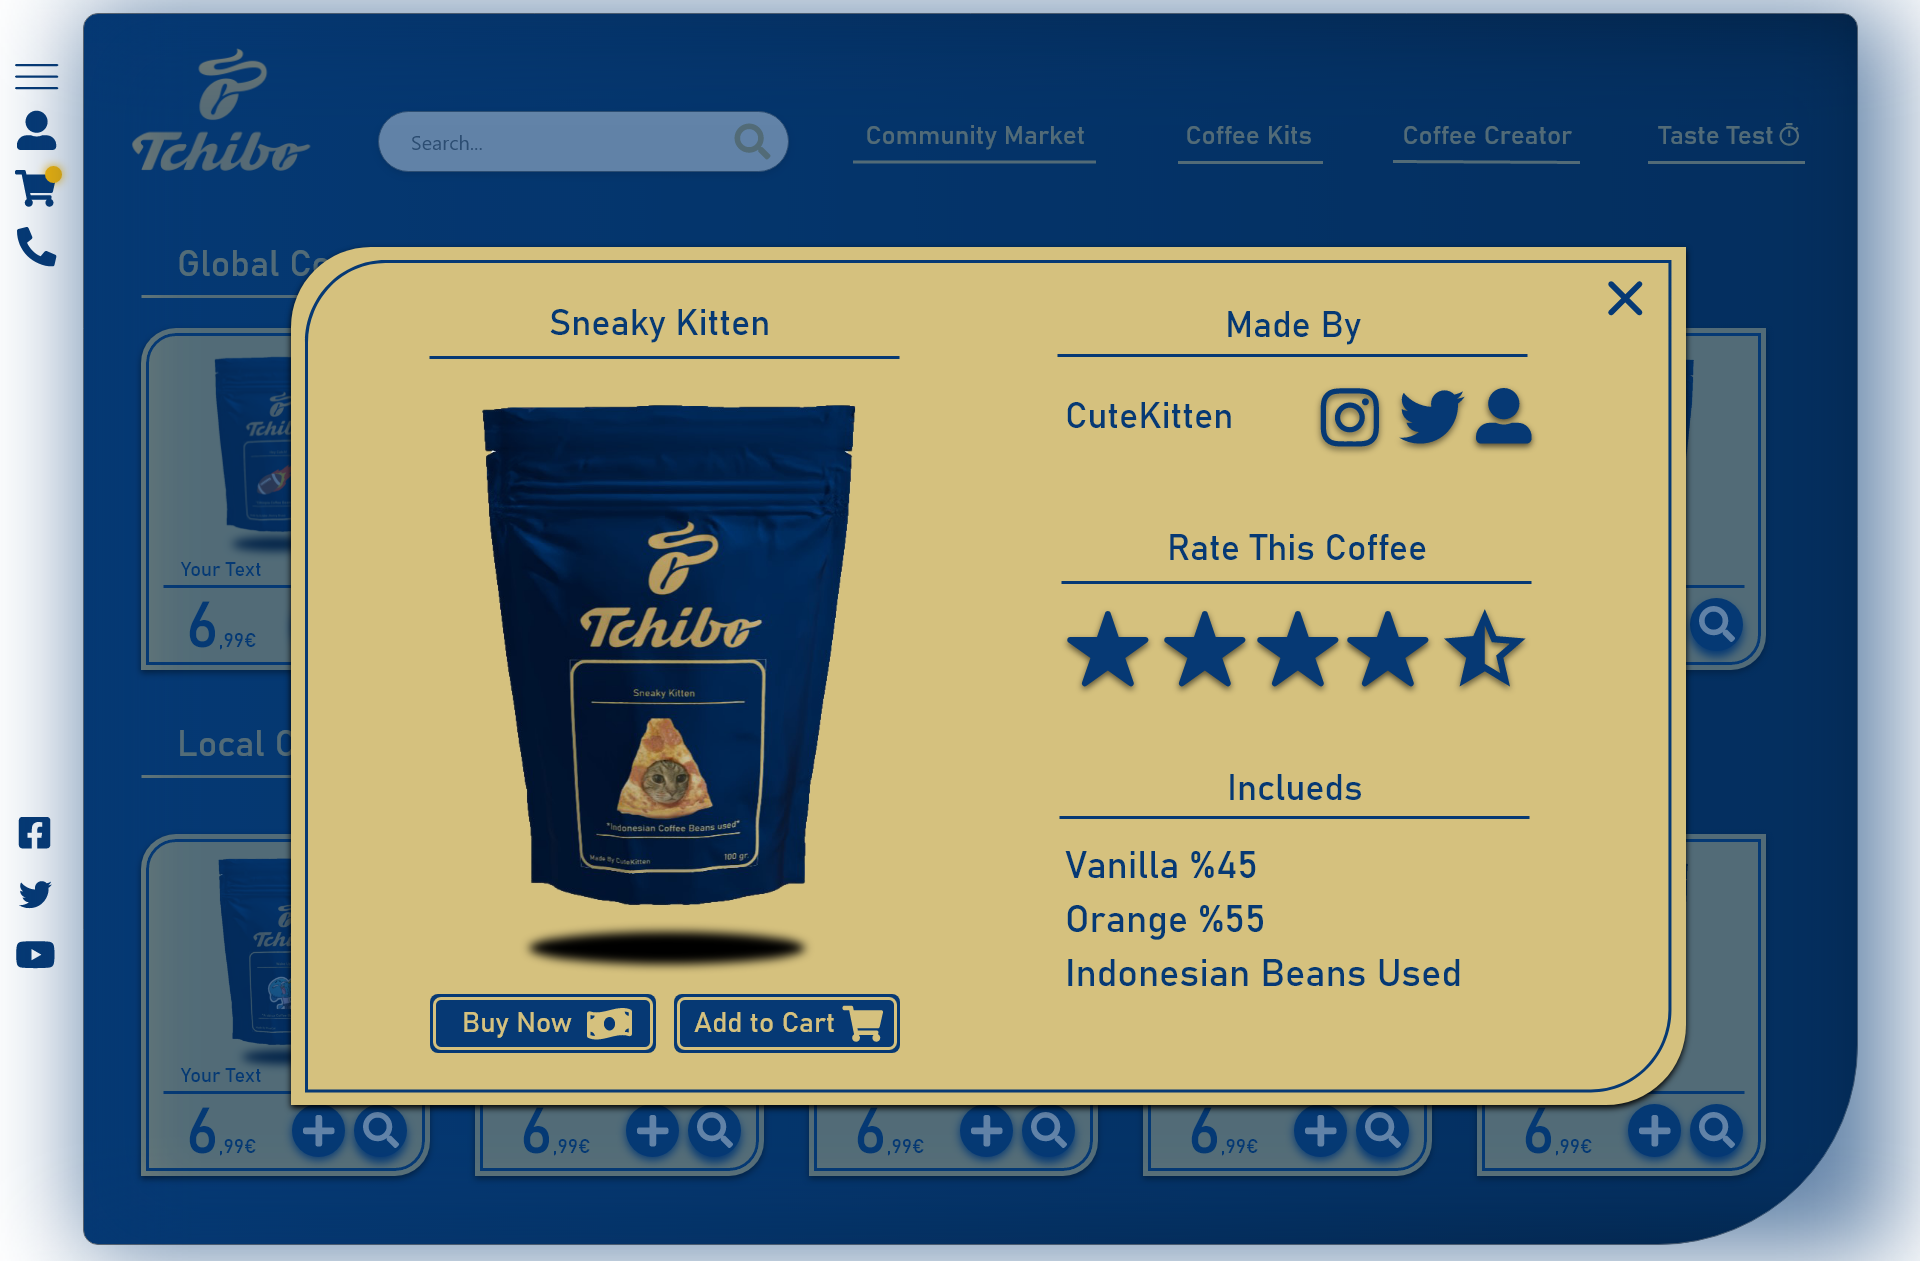 Tchibo
Search...
Community Market
Coffee Kits
Coffee Creator
Taste Test
Global Co
Sneaky Kitten
Made By
CuteKitten
Rate This Coffee
Tchibo
Sneaky Kitten
"Indonesian Coffee Beans used"
Made By CuteKitten
100 gr.
Inclueds
Vanilla %45
Orange %55
Indonesian Beans Used
Buy Now
Add to Cart
Tchib
Your Text
6,99€
Local C
Tchib
Your Text
6,99€
6,99€
6,99€
6,99€
6,99€